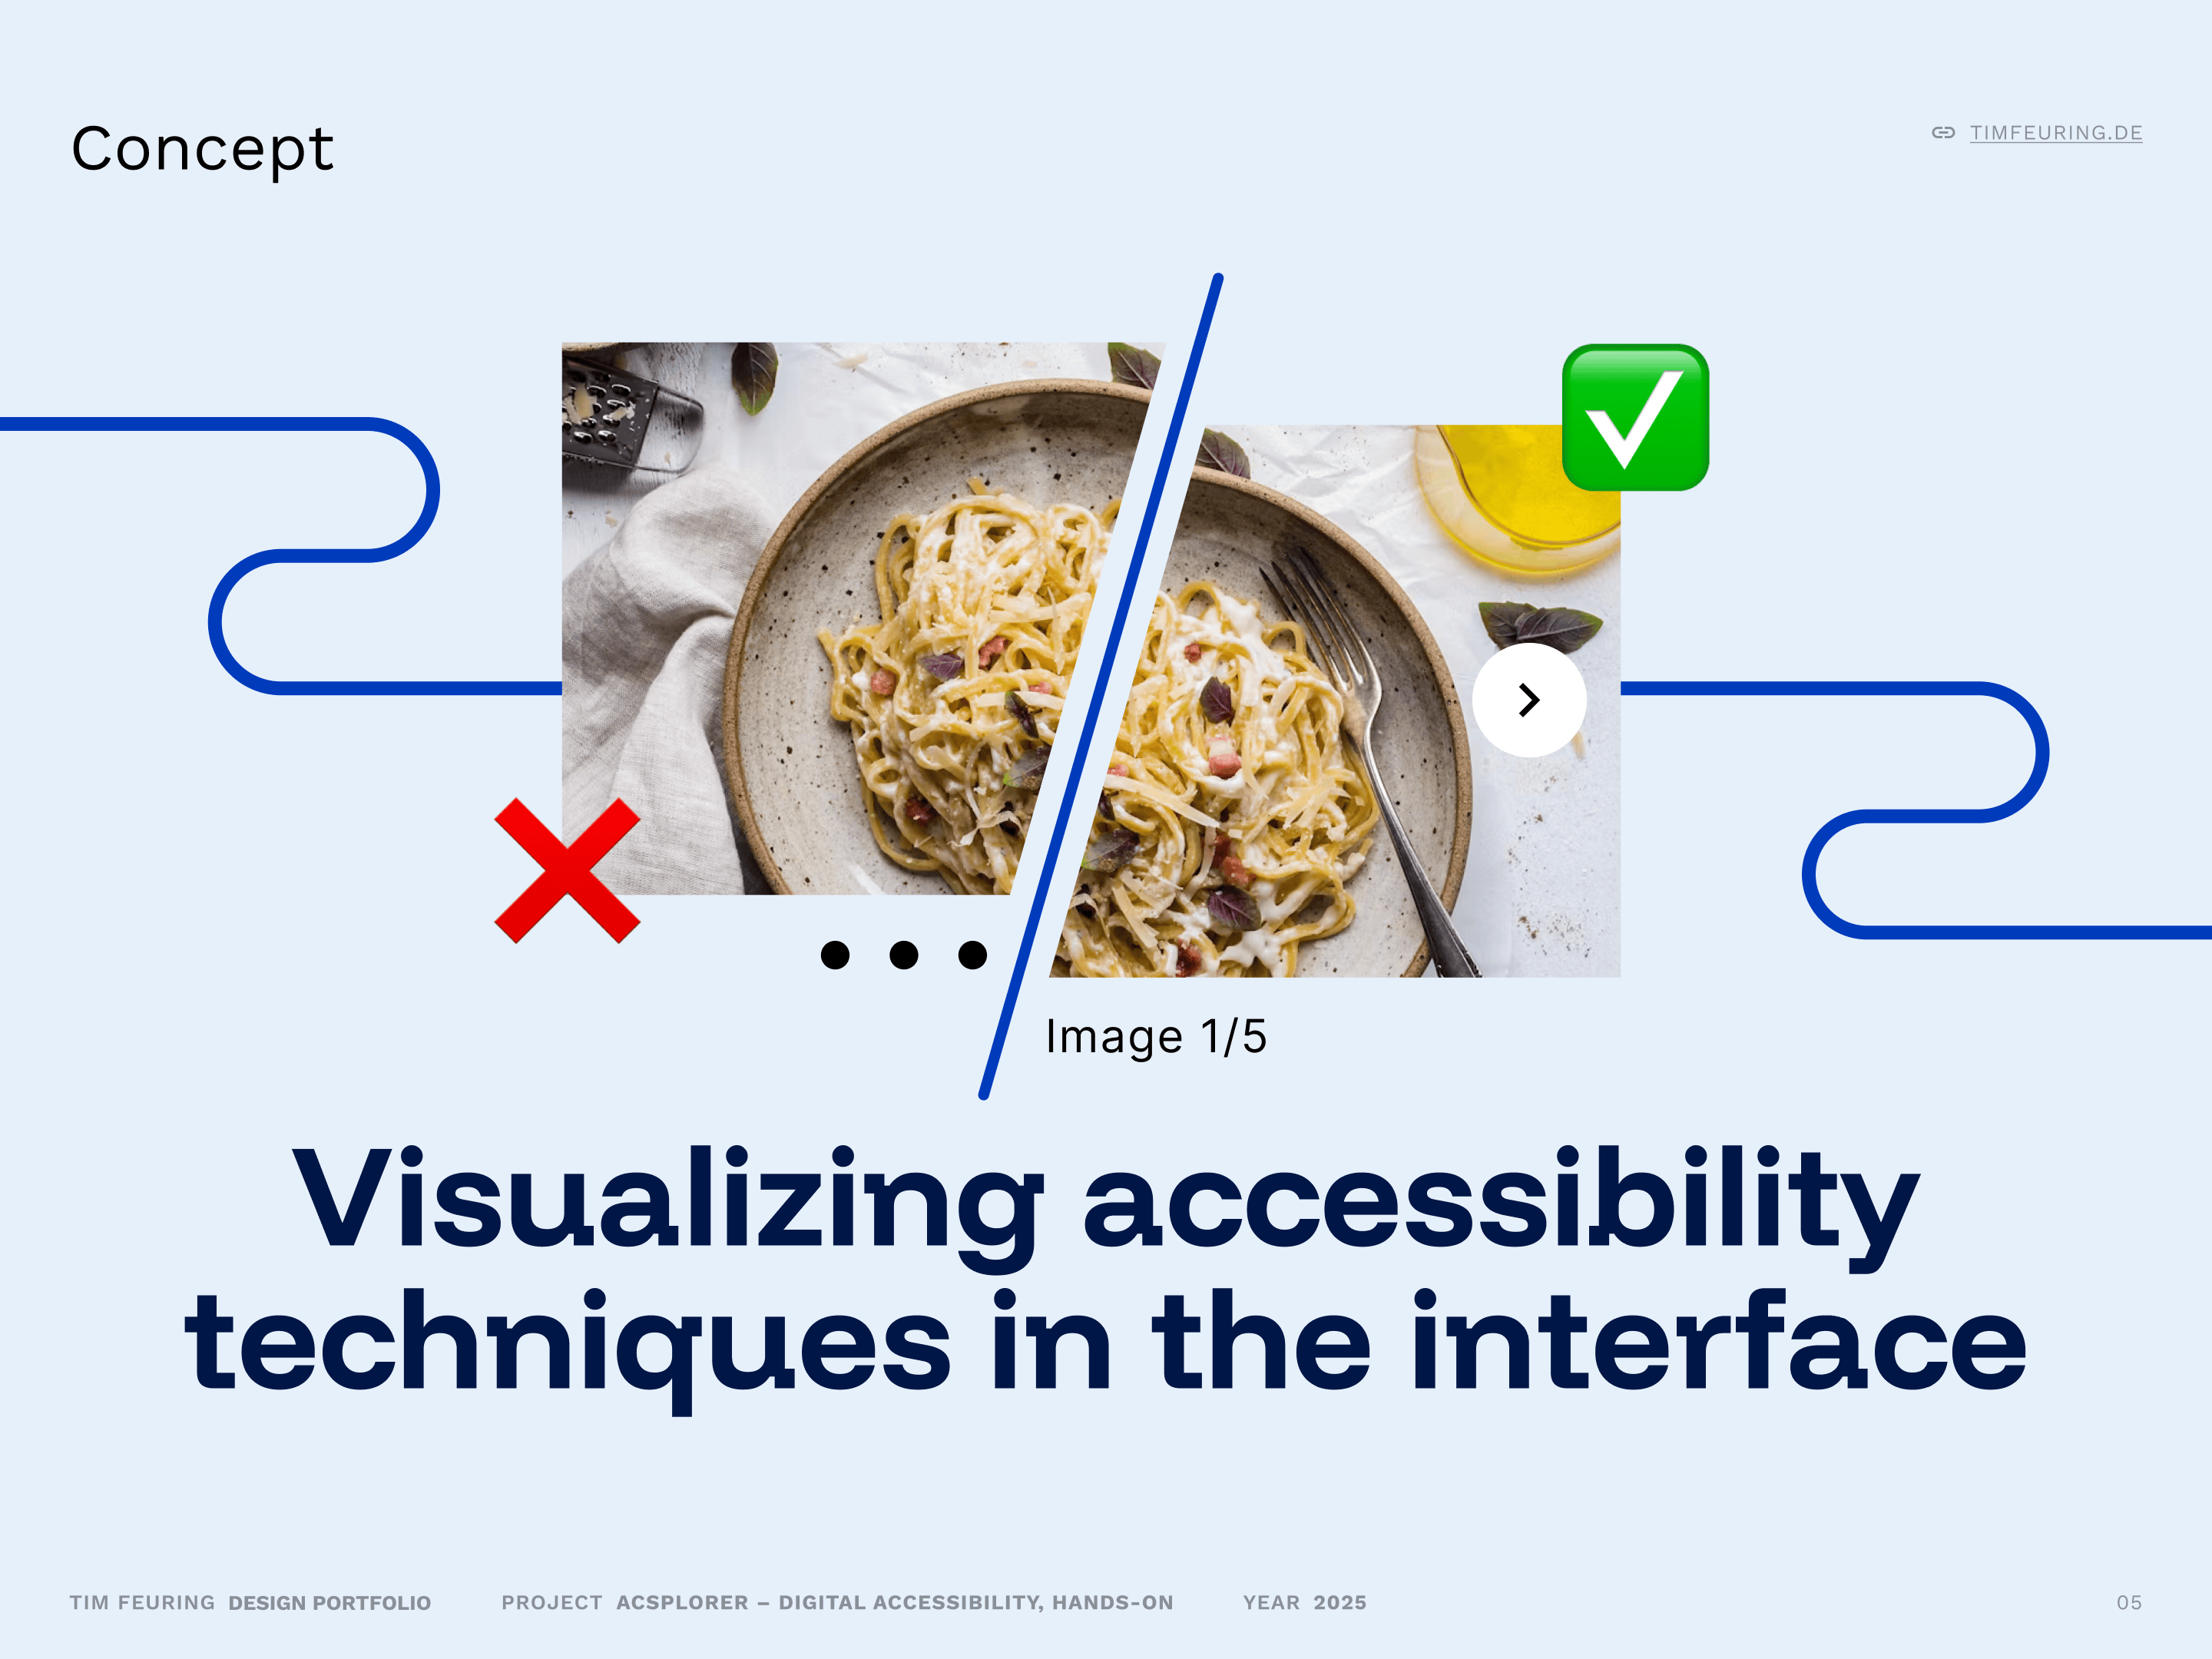 Concept
TIMFEURING.DE
Image 1/5
Visualizing accessibility
techniques in the interface
TIM FEURING DESIGN PORTFOLIO PROJECT ACSPLORER – DIGITAL ACCESSIBILITY, HANDS-ON YEAR 2025 05